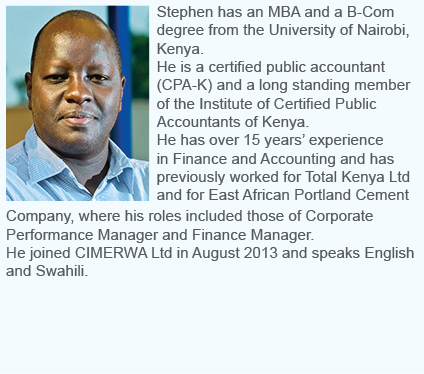 Stephen has an MBA and a B-Com
degree from the University of Nairobi,
Kenya.
He is a certified public accountant
(CPA-K) and a long standing member
of the Institute of Certified Public
Accountants of Kenya.
He has over 15 years’ experience
in Finance and Accounting and has
previously worked for Total Kenya Ltd
and for East African Portland Cement
Company, where his roles included those of Corporate
Performance Manager and Finance Manager.
He joined CIMERWA Ltd in August 2013 and speaks English
and Swahili.